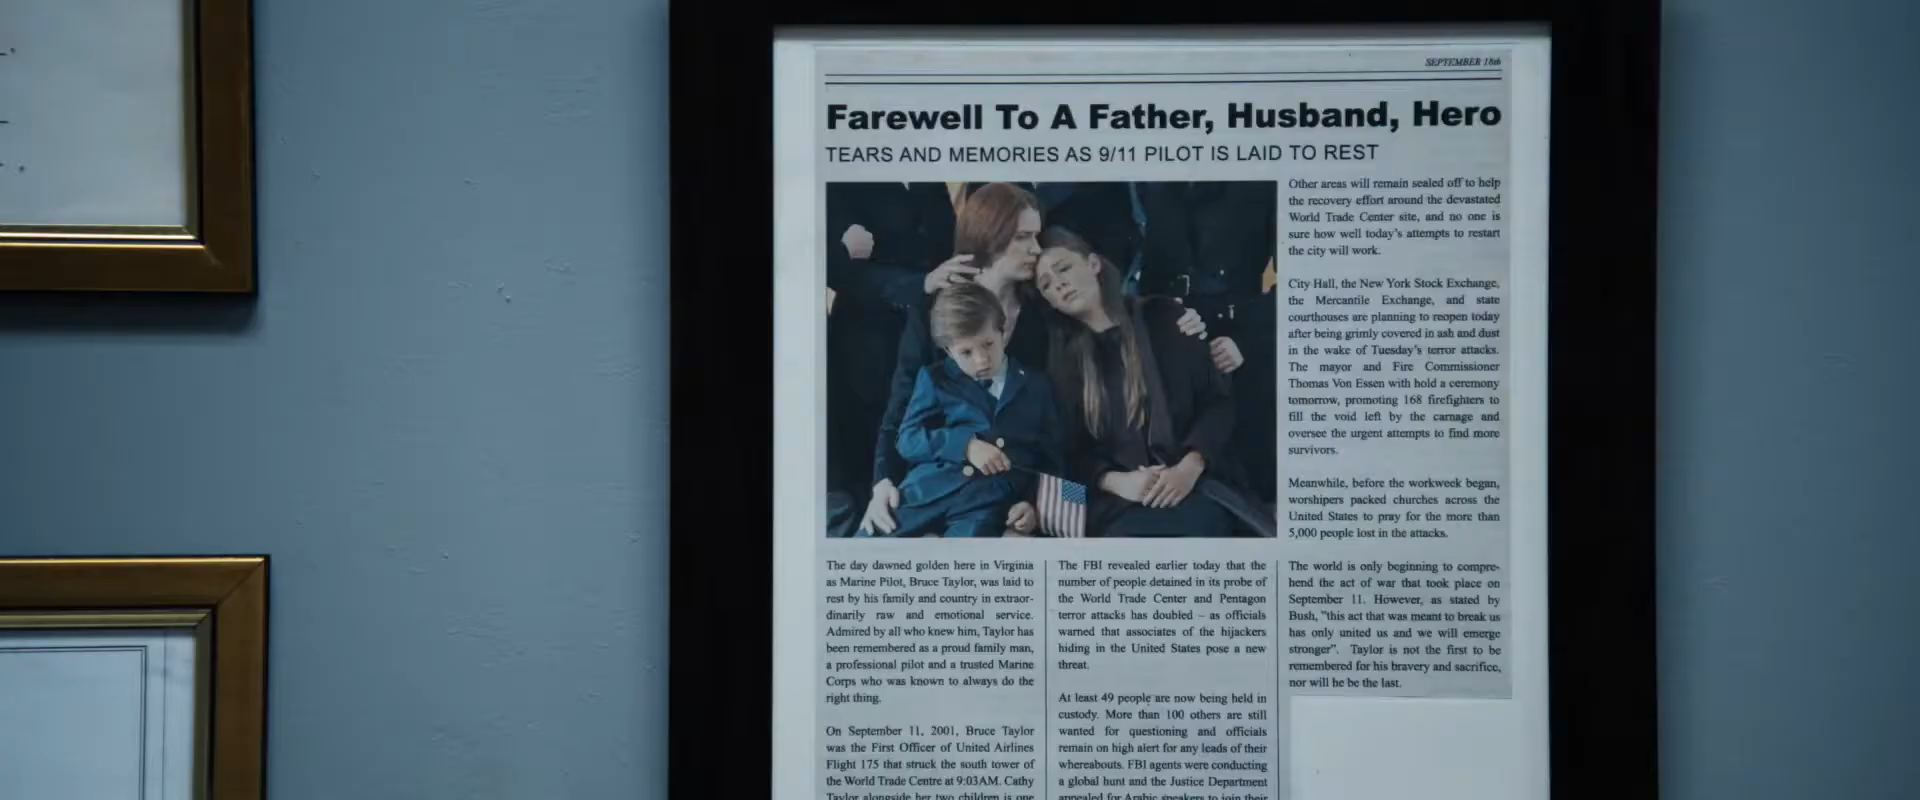 SEPTEMBER 18th
Farewell To A Father, Husband, Hero
TEARS AND MEMORIES AS 9/11 PILOT IS LAID TO REST
The day dawned golden here in Virginia
as Marine Pilot, Bruce Taylor, was laid to
rest by his family and country in extraor-
dinarily raw and emotional service.
Admired by all who knew him, Taylor has
been remembered as a proud family man,
a professional pilot and a trusted Marine
Corps who was known to always do the
right thing.
On September 11, 2001, Bruce Taylor
was the First Officer of United Airlines
Flight 175 that struck the south tower of
the World Trade Centre at 9:03AM. Cathy
Taylor alongside her two children is one
The FBI revealed earlier today that the
number of people detained in its probe of
the World Trade Center and Pentagon
terror attacks has doubled – as officials
warned that associates of the hijackers
hiding in the United States pose a new
threat.
At least 49 people are now being held in
custody. More than 100 others are still
wanted for questioning and officials
remain on high alert for any leads of their
whereabouts. FBI agents were conducting
a global hunt and the Justice Department
appealed for Arabic speakers to join their
Other areas will remain sealed off to help
the recovery effort around the devastated
World Trade Center site, and no one is
sure how well today's attempts to restart
the city will work.
City Hall, the New York Stock Exchange,
the Mercantile Exchange, and state
courthouses are planning to reopen today
after being grimly covered in ash and dust
in the wake of Tuesday's terror attacks.
The mayor and Fire Commissioner
Thomas Von Essen with hold a ceremony
tomorrow, promoting 168 firefighters to
fill the void left by the carnage and
oversee the urgent attempts to find more
survivors.
Meanwhile, before the workweek began,
worshipers packed churches across the
United States to pray for the more than
5,000 people lost in the attacks.
The world is only beginning to compre-
hend the act of war that took place on
September 11. However, as stated by
Bush, "this act that was meant to break us
has only united us and we will emerge
stronger". Taylor is not the first to be
remembered for his bravery and sacrifice,
nor will he be the last.